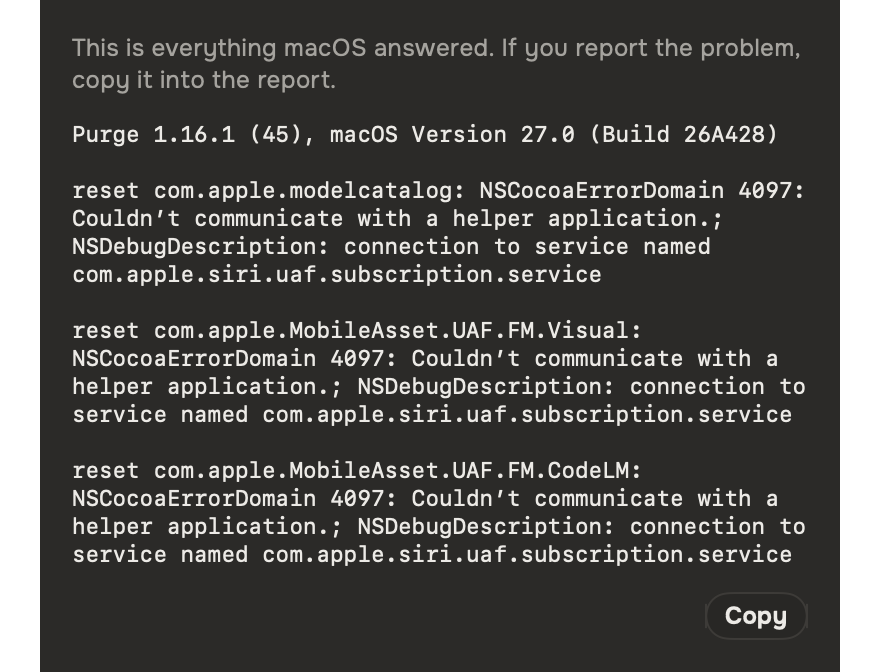 This is everything macOS answered. If you report the problem,
copy it into the report.
Purge 1.16.1 (45), macOS Version 27.0 (Build 26A428)
reset com.apple.modelcatalog: NSCocoaErrorDomain 4097:
Couldn’t communicate with a helper application.;
NSDebugDescription: connection to service named
com.apple.siri.uaf.subscription.service
reset com.apple.MobileAsset.UAF.FM.Visual:
NSCocoaErrorDomain 4097: Couldn’t communicate with a
helper application.; NSDebugDescription: connection to
service named com.apple.siri.uaf.subscription.service
reset com.apple.MobileAsset.UAF.FM.CodeLM:
NSCocoaErrorDomain 4097: Couldn’t communicate with a
helper application.; NSDebugDescription: connection to
service named com.apple.siri.uaf.subscription.service
Copy